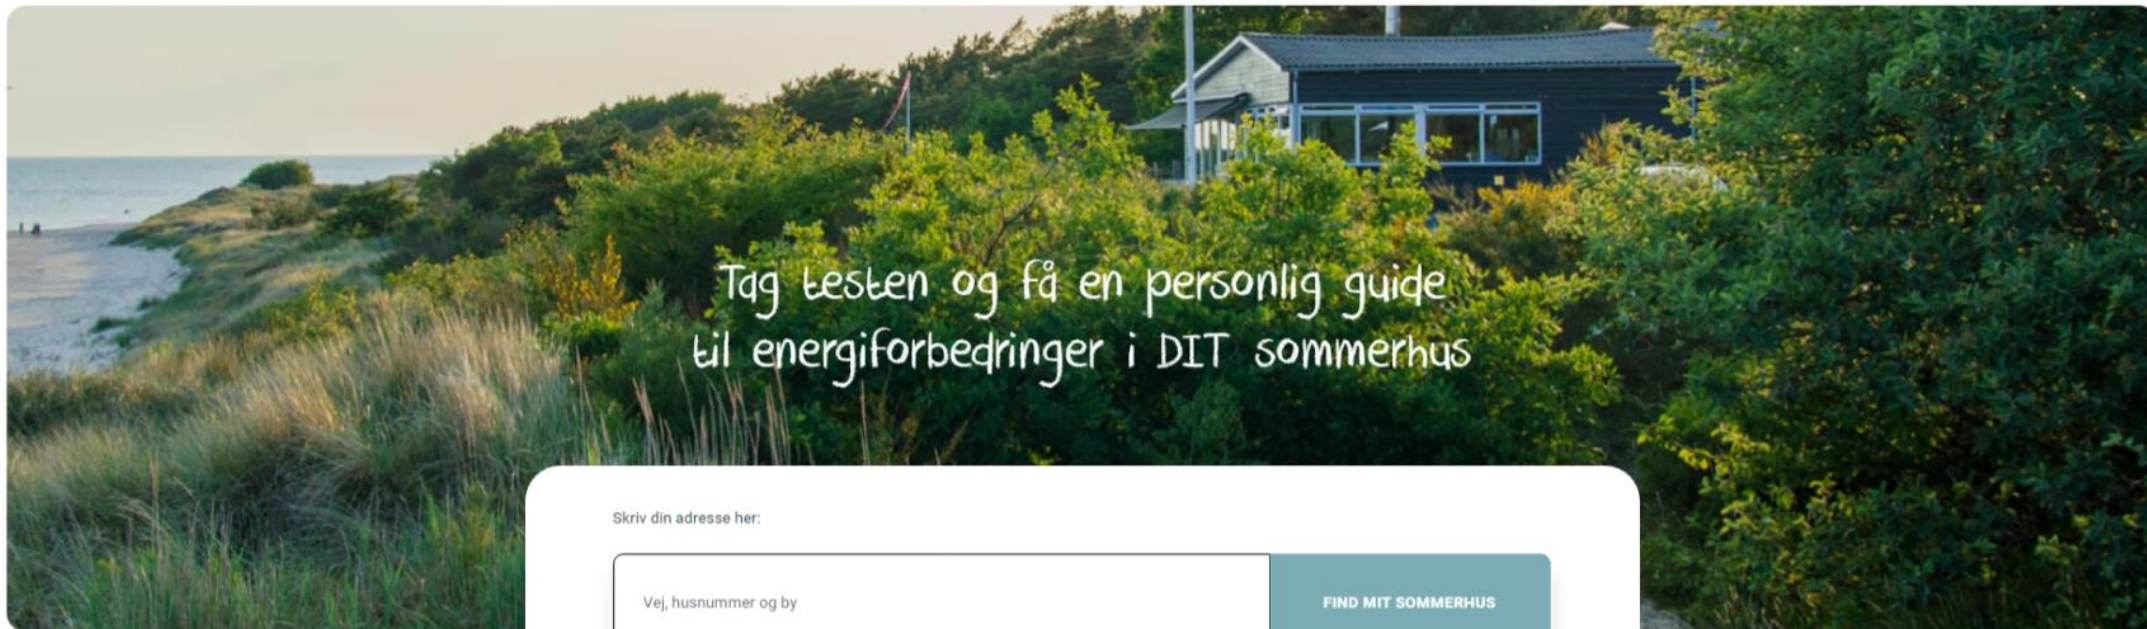 Tag testen og få en personlig guide
til energiforbedringer i DIT sommerhus
Skriv din adresse her:
Vej, husnummer og by
FIND MIT SOMMERHUS